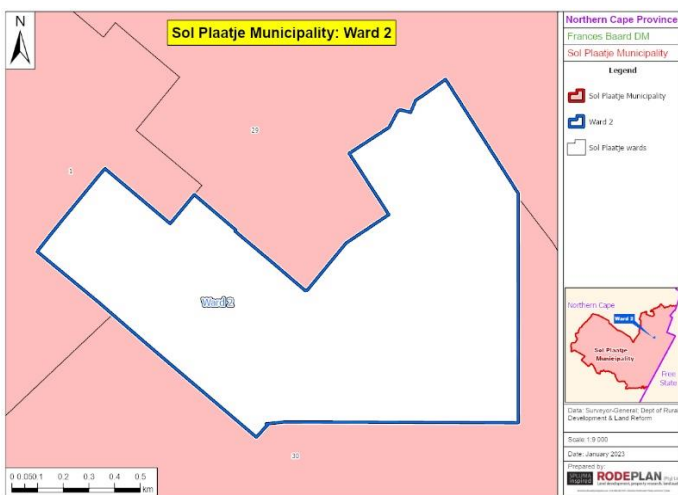 N
Sol Plaatje Municipality: Ward 2
29
1
Ward 2
30
0 0.050.1 0.2 0.3 0.4 0.5
km
Northern Cape Province
Frances Baard DM
Sol Plaatje Municipality
Legend
Sol Plaatje Municipality
Ward 2
Sol Plaatje wards
Northern Cape
Ward 2
Sol Plaatje
Municipality
Free
State
Data: Surveyor-General; Dept of Rural
Development & Land Reform
Scale: 1:9 000
Date: January 2023
Prepared by:
SPLUMA
Inspired
RODEPLAN